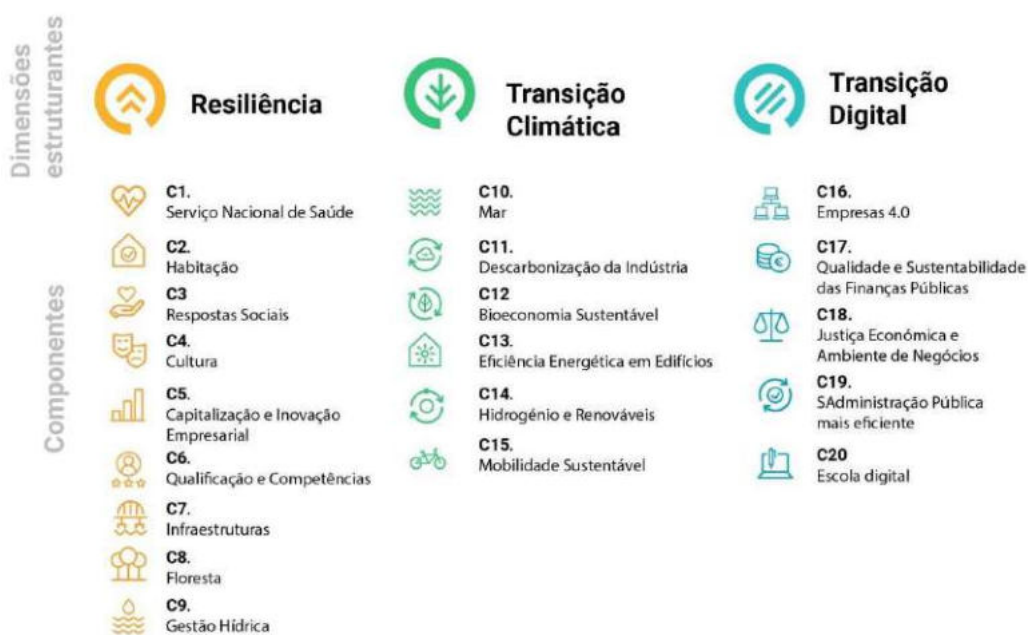 Dimensões
estruturantes
Resiliência
Transição
Climática
Transição
Digital
Componentes
C1.
Serviço Nacional de Saúde
C2.
Habitação
C3
Respostas Sociais
C4.
Cultura
C5.
Capitalização e Inovação
Empresarial
C6.
Qualificação e Competências
C7.
Infraestruturas
C8.
Floresta
C9.
Gestão Hídrica
C10.
Mar
C11.
Descarbonização da Indústria
C12
Bioeconomia Sustentável
C13.
Eficiência Energética em Edifícios
C14.
Hidrogénio e Renováveis
C15.
Mobilidade Sustentável
C16.
Empresas 4.0
C17.
Qualidade e Sustentabilidade
das Finanças Públicas
C18.
Justiça Económica e
Ambiente de Negócios
C19.
SAdministração Pública
mais eficiente
C20
Escola digital